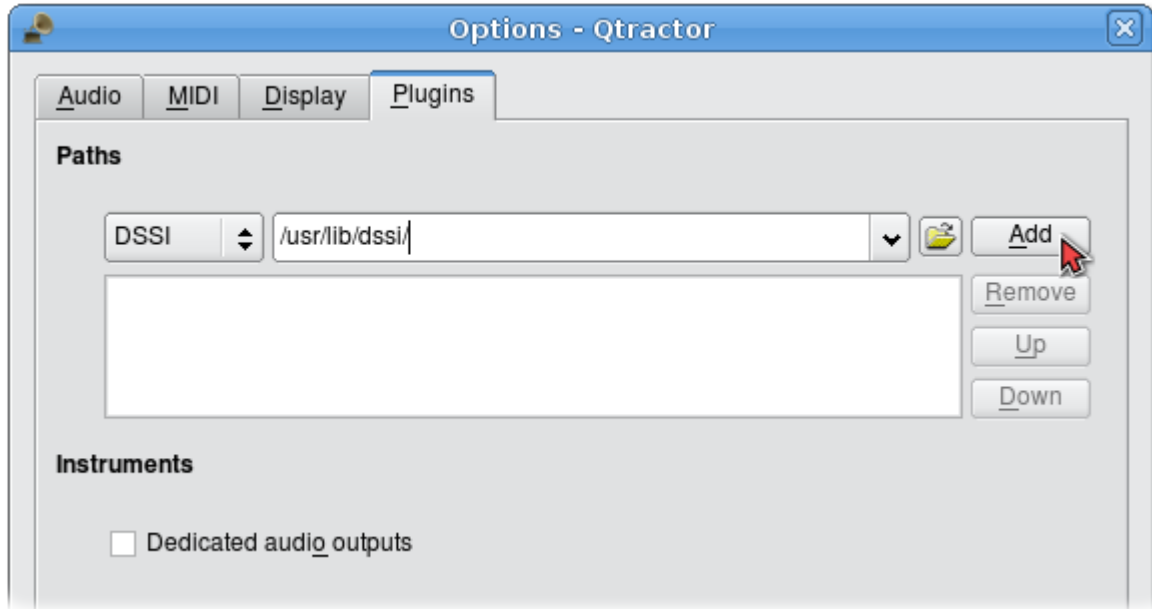 Options - Qtractor
Audio MIDI Display Plugins
Paths
DSSI /usr/lib/dssi/ Add
Remove
Up
Down
Instruments
Dedicated audio outputs